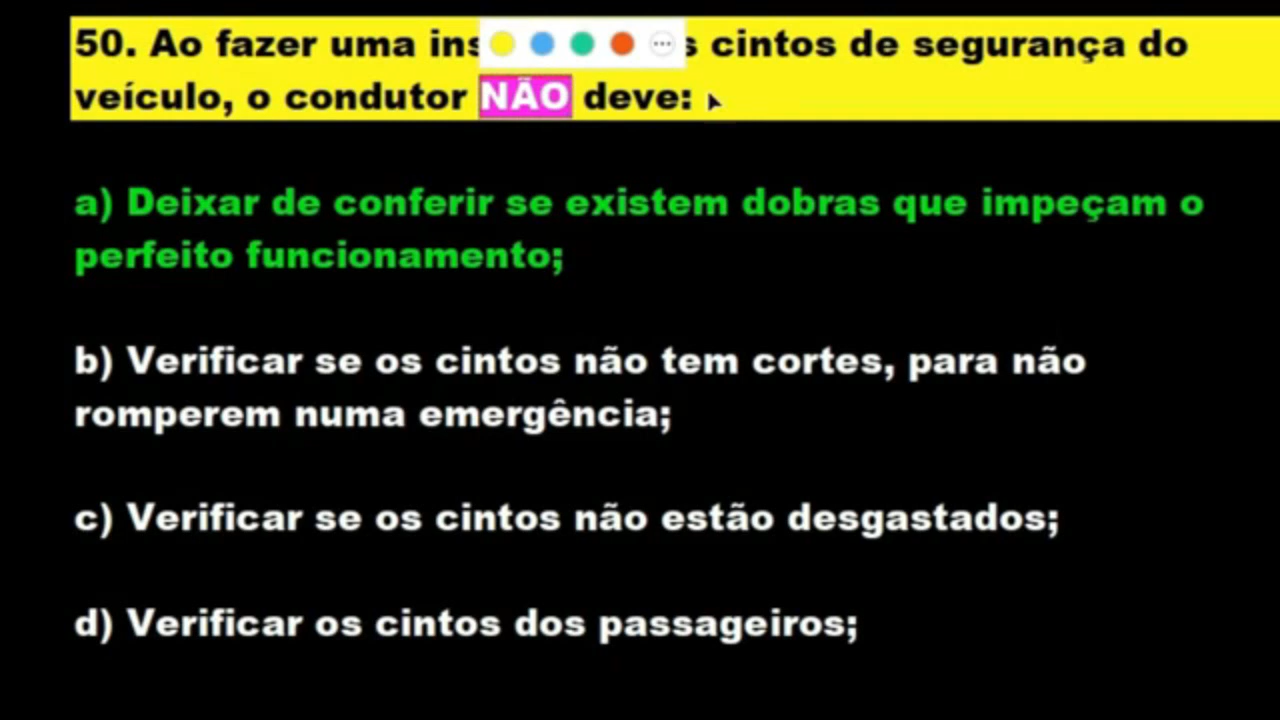 50. Ao fazer uma ins s cintos de segurança do
veículo, o condutor NÃO deve:
a) Deixar de conferir se existem dobras que impeçam o
perfeito funcionamento;
b) Verificar se os cintos não tem cortes, para não
romperem numa emergência;
c) Verificar se os cintos não estão desgastados;
d) Verificar os cintos dos passageiros;